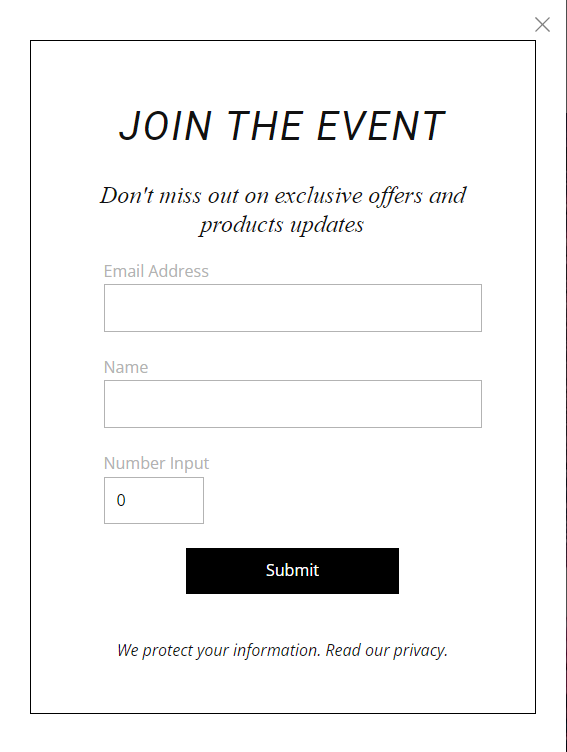 JOIN THE EVENT
Don't miss out on exclusive offers and
products updates
Email Address
Name
Number Input
0
Submit
We protect your information. Read our privacy.